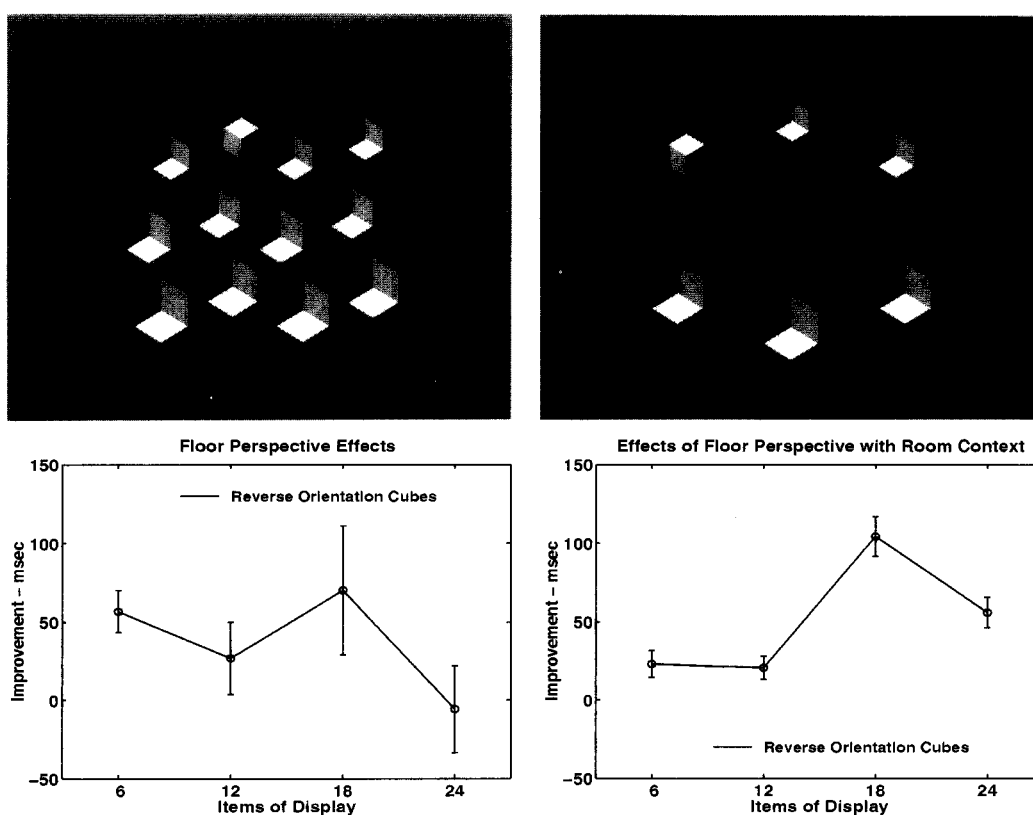 Floor Perspective Effects
150
100
50
0
−50
Improvement − msec
Reverse Orientation Cubes
6 12 18 24
Items of Display
Effects of Floor Perspective with Room Context
150
100
50
0
−50
Improvement − msec
Reverse Orientation Cubes
6 12 18 24
Items of Display